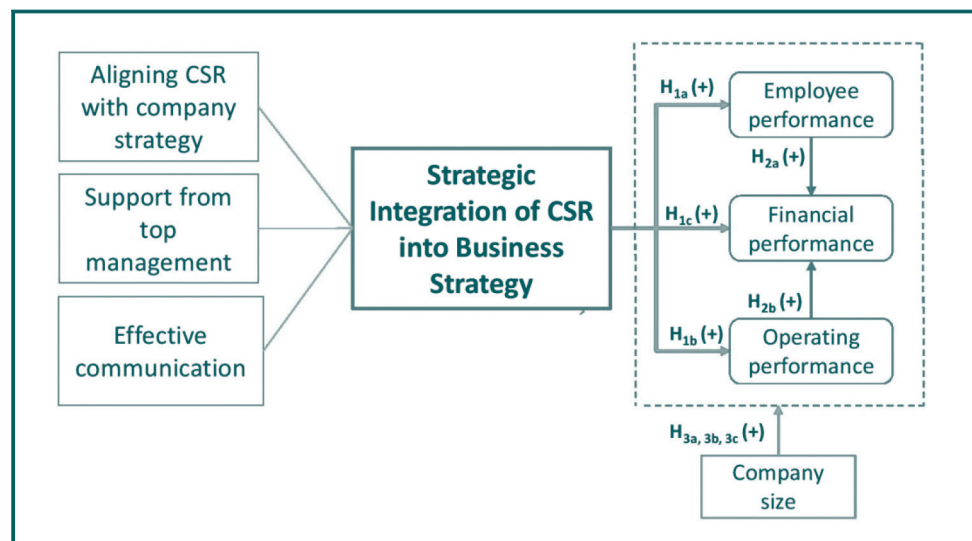 Aligning CSR
with company
strategy
Support from
top
management
Effective
communication
Strategic
Integration of CSR
into Business
Strategy
H1a (+)
Employee
performance
H2a (+)
H1c (+)
Financial
performance
H2b (+)
H1b (+)
Operating
performance
H3a, 3b, 3c (+)
Company
size